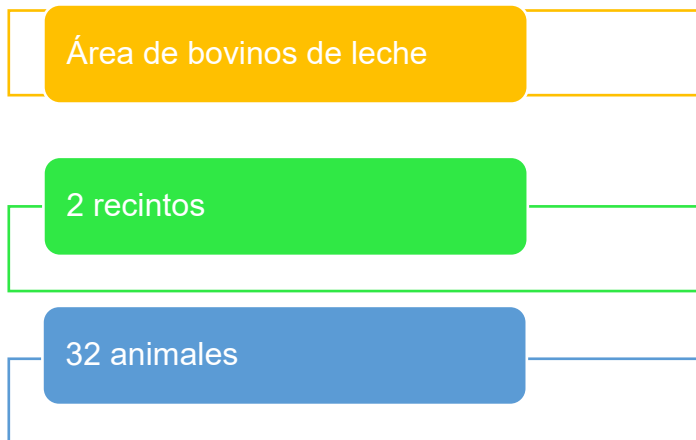 Área de bovinos de leche
2 recintos
32 animales